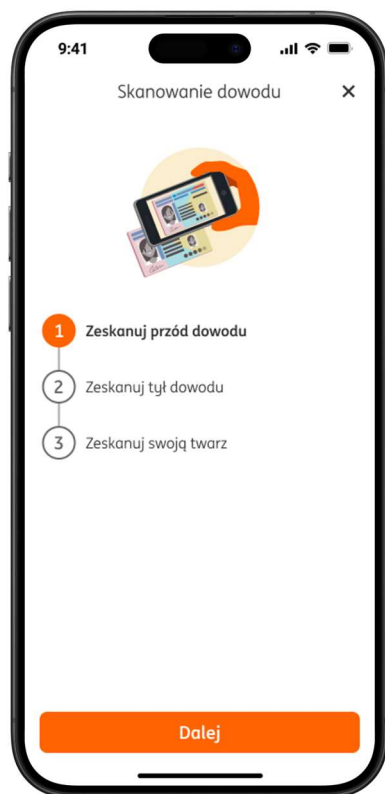 9:41
Skanowanie dowodu
1 Zeskanuj przód dowodu
2 Zeskanuj tył dowodu
3 Zeskanuj swoją twarz
Dalej